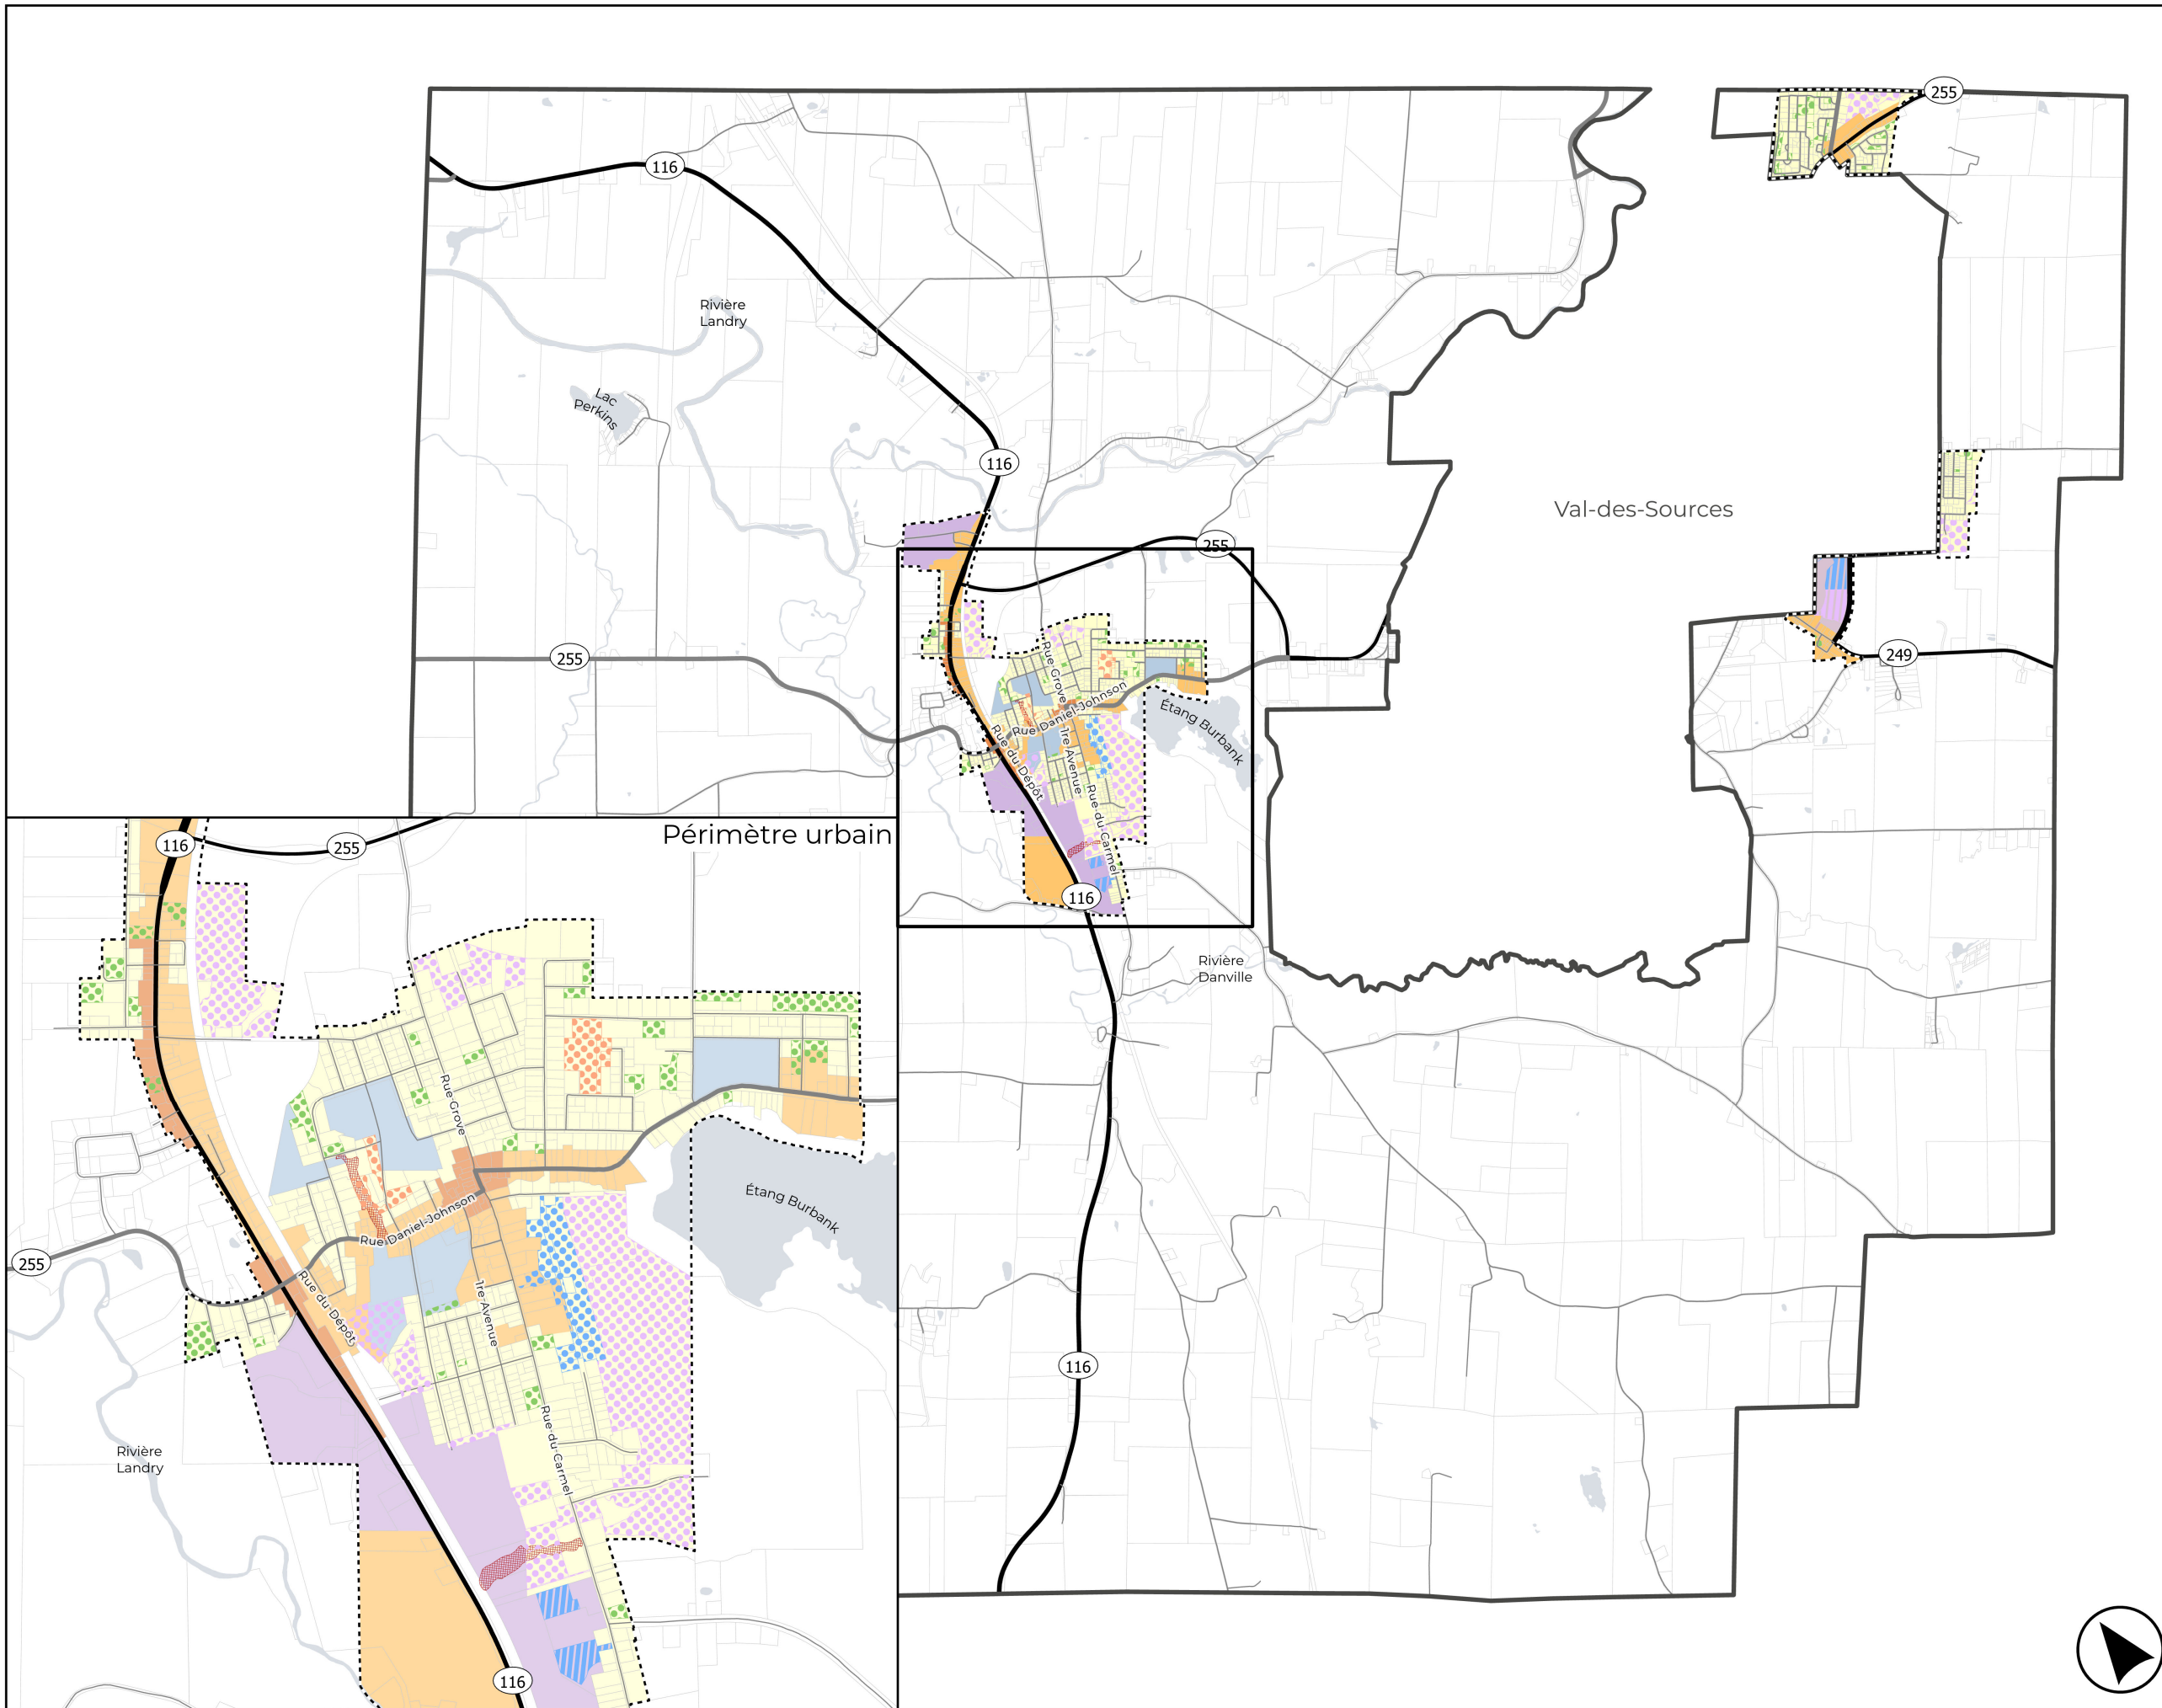 255
116
Rivière
Landry
Lac
Perkins
116
Val-des-Sources
255
255
249
Rue Grove
Rue Daniel-Johnson
Étang Burbank
Rue du Dépôt
1re Avenue
Rue du Carmel
116
Rivière
Danville
116
Périmètre urbain
116
255
Rue Grove
Étang Burbank
Rue Daniel-Johnson
255
Rue du Dépôt
1re Avenue
Rue du Carmel
Rivière
Landry
116